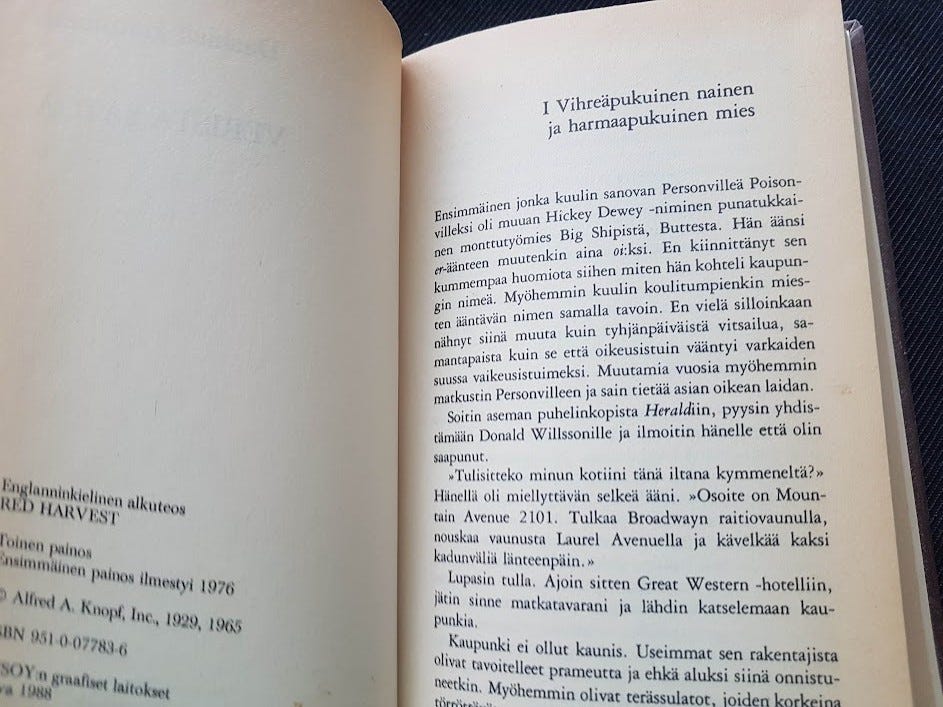 Englanninkielinen alkuteos
RED HARVEST
Toinen painos
Ensimmäinen painos ilmestyi 1976
© Alfred A. Knopf, Inc., 1929, 1965
ISBN 951-0-07783-6
WSOY:n graafiset laitokset
1988
I Vihreäpukuinen nainen
ja harmaapukuinen mies
Ensimmäinen jonka kuulin sanovan Personvilleä Poison-
villeksi oli muuan Hickey Dewey -niminen punatukkai-
nen monttutyömies Big Shipistä, Buttesta. Hän äänsi
er-äänteen muutenkin aina oi:ksi. En kiinnittänyt sen
kummempaa huomiota siihen miten hän kohteli kaupun-
gin nimeä. Myöhemmin kuulin koulitumpienkin mies-
ten ääntävän nimen samalla tavoin. En vielä silloinkaan
nähnyt siinä muuta kuin tyhjänpäiväistä vitsailua, sa-
mantapaista kuin se että oikeusistuin vääntyi varkaiden
suussa vaikeusistuimeksi. Muutamia vuosia myöhemmin
matkustin Personvilleen ja sain tietää asian oikean laidan.
Soitin aseman puhelinkopista Heraldiin, pyysin yhdis-
tämään Donald Willssonille ja ilmoitin hänelle että olin
saapunut.
»Tulisitteko minun kotiini tänä iltana kymmeneltä?»
Hänellä oli miellyttävän selkeä ääni. »Osoite on Moun-
tain Avenue 2101. Tulkaa Broadwayn raitiovaunulla,
nouskaa vaunusta Laurel Avenuella ja kävelkää kaksi
kadunväliä länteenpäin.»
Lupasin tulla. Ajoin sitten Great Western -hotelliin,
jätin sinne matkatavarani ja lähdin katselemaan kau-
punkia.
Kaupunki ei ollut kaunis. Useimmat sen rakentajista
olivat tavoitelleet prameutta ja ehkä aluksi siinä onnistu-
neetkin. Myöhemmin olivat terässulatot, joiden korkeina